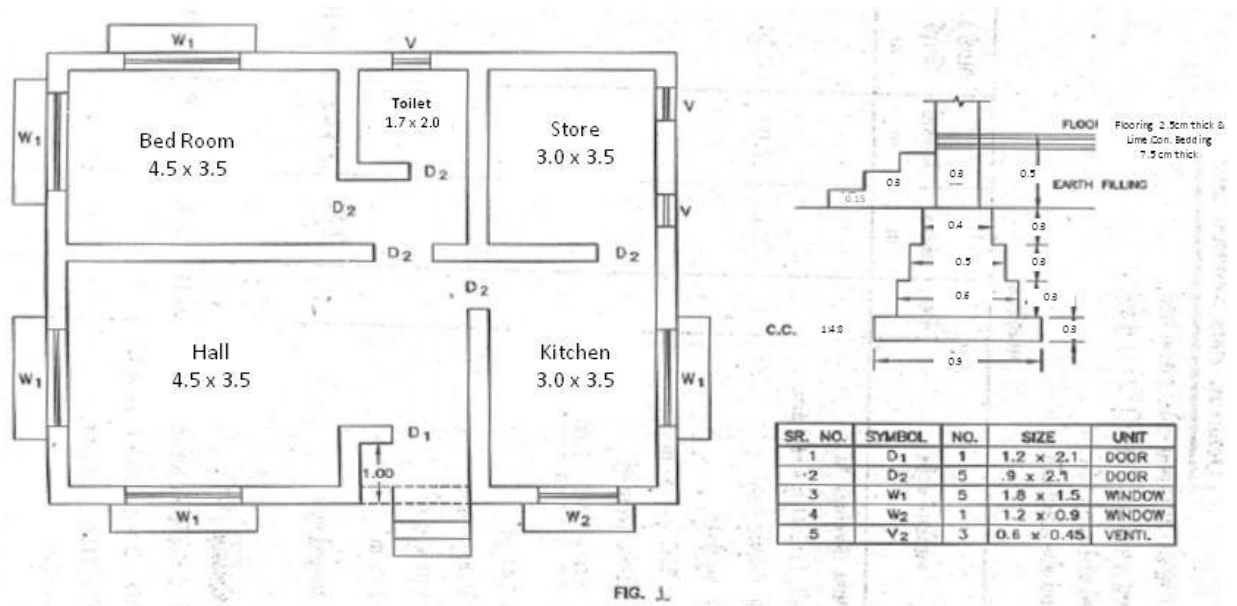 W1
V
W1
Bed Room
4.5 x 3.5
Toilet
1.7 x 2.0
D2
Store
3.0 x 3.5
V
V
D2
D2
D2
D2
Hall
4.5 x 3.5
Kitchen
3.0 x 3.5
W1
W1
D1
1.00
W1
W2
FLOOR
Flooring 2.5cm thick &
Lime.Con. Bedding
7.5 cm thick
EARTH FILLING
0.3
0.3
0.5
0.15
0.4
0.3
0.5
0.3
0.6
0.3
C.C. 1:4:8
0.3
0.9
SR. NO. SYMBOL NO. SIZE UNIT
1 D1 1 1.2 x 2.1 DOOR
2 D2 5 .9 x 2.1 DOOR
3 W1 5 1.8 x 1.5 WINDOW
4 W2 1 1.2 x 0.9 WINDOW
5 V2 3 0.6 x 0.45 VENTI.
FIG. 1